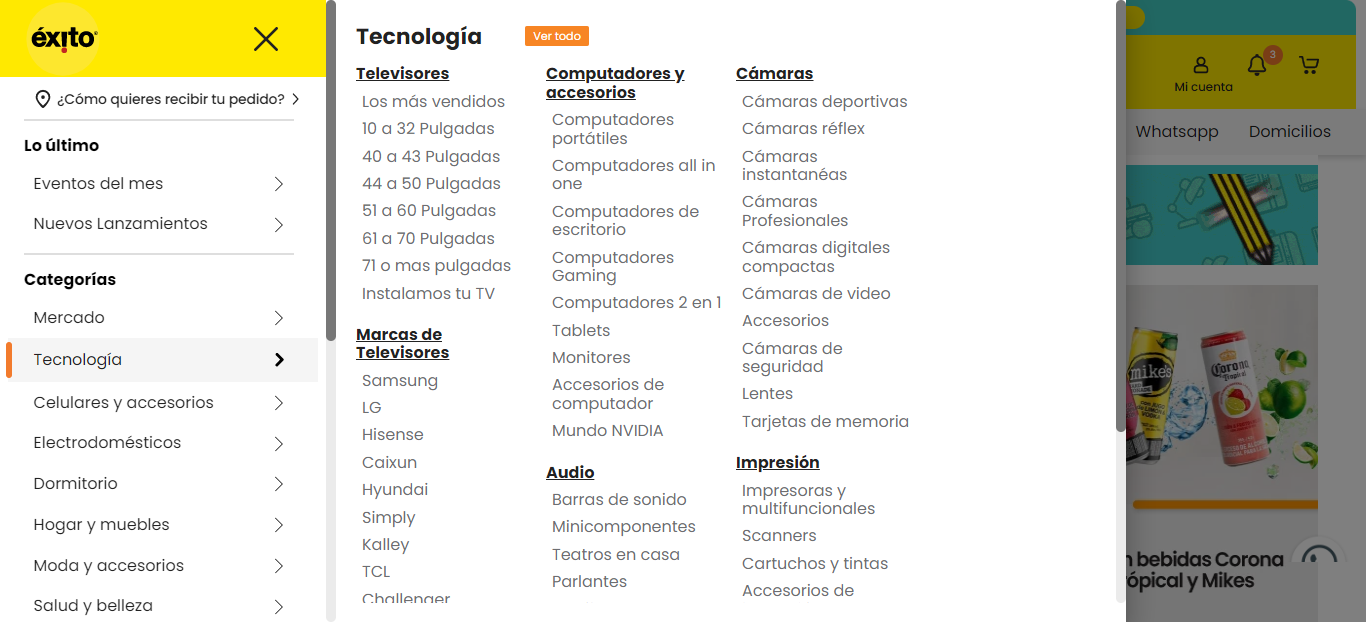 éxito
¿Cómo quieres recibir tu pedido?
Lo último
Eventos del mes
Nuevos Lanzamientos
Categorías
Mercado
Tecnología
Celulares y accesorios
Electrodomésticos
Dormitorio
Hogar y muebles
Moda y accesorios
Salud y belleza
Tecnología
Ver todo
Televisores
Los más vendidos
10 a 32 Pulgadas
40 a 43 Pulgadas
44 a 50 Pulgadas
51 a 60 Pulgadas
61 a 70 Pulgadas
71 o mas pulgadas
Instalamos tu TV
Marcas de
Televisores
Samsung
LG
Hisense
Caixun
Hyundai
Simply
Kalley
TCL
Challenger
Computadores y
accesorios
Computadores
portátiles
Computadores all in
one
Computadores de
escritorio
Computadores
Gaming
Computadores 2 en 1
Tablets
Monitores
Accesorios de
computador
Mundo NVIDIA
Audio
Barras de sonido
Minicomponentes
Teatros en casa
Parlantes
Cámaras
Cámaras deportivas
Cámaras réflex
Cámaras
instantanéas
Cámaras
Profesionales
Cámaras digitales
compactas
Cámaras de video
Accesorios
Cámaras de
seguridad
Lentes
Tarjetas de memoria
Impresión
Impresoras y
multifuncionales
Scanners
Cartuchos y tintas
Accesorios de
3
Mi cuenta
Whatsapp
Domicilios
mike's
Corona
Tropical
n bebidas Corona
rópical y Mikes